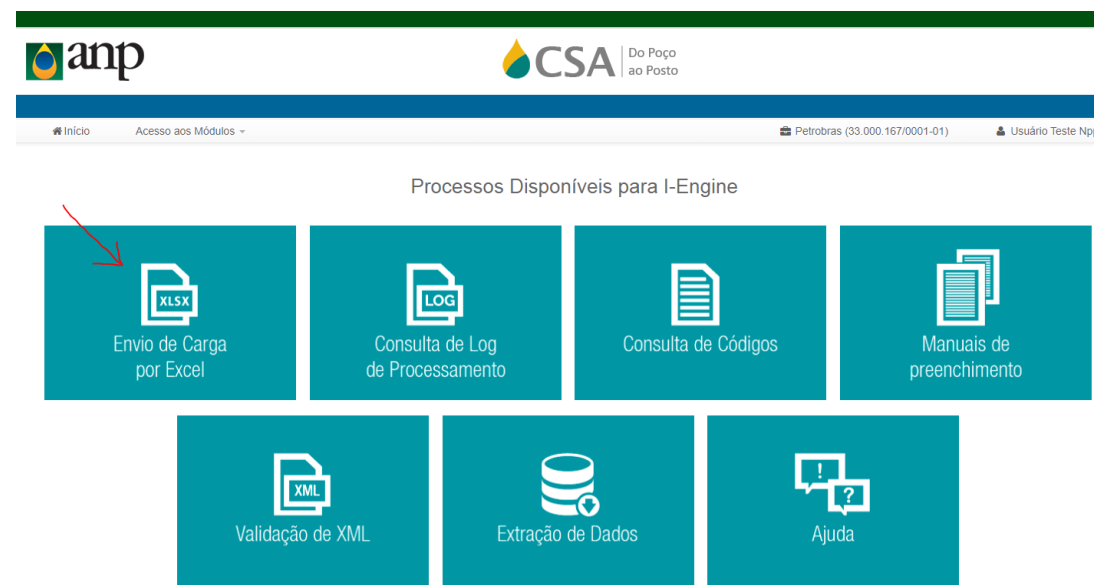 anp
CSA
Do Poço
ao Posto
Início
Acesso aos Módulos
Petrobras (33.000.167/0001-01)
Usuário Teste
Processos Disponíveis para I-Engine
XLSX
Envio de Carga
por Excel
LOG
Consulta de Log
de Processamento
Consulta de Códigos
Manuais de
preenchimento
XML
Validação de XML
Extração de Dados
!
?
Ajuda